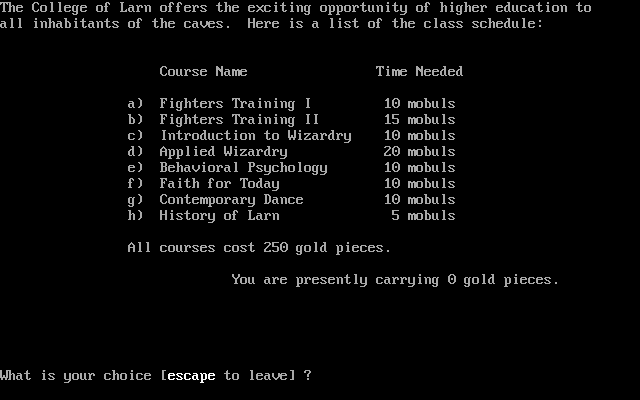 The College of Larn offers the exciting opportunity of higher education to
all inhabitants of the caves.  Here is a list of the class schedule:
Course Name                Time Needed
a)  Fighters Training I         10 mobuls
b)  Fighters Training II        15 mobuls
c)  Introduction to Wizardry    10 mobuls
d)  Applied Wizardry            20 mobuls
e)  Behavioral Psychology       10 mobuls
f)  Faith for Today             10 mobuls
g)  Contemporary Dance          10 mobuls
h)  History of Larn              5 mobuls
All courses cost 250 gold pieces.
You are presently carrying 0 gold pieces.
What is your choice [escape to leave] ?